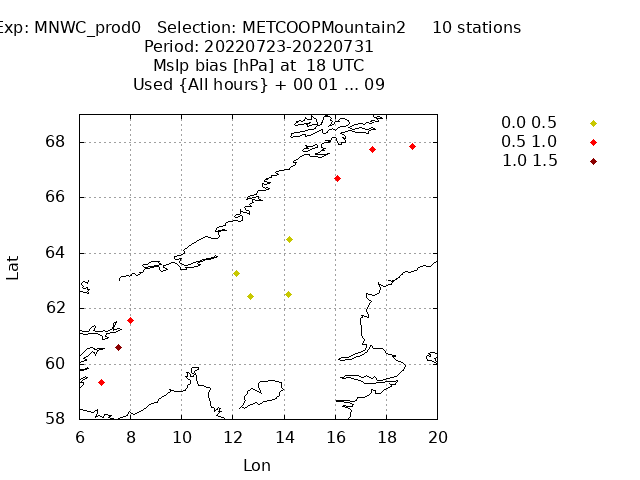 Exp: MNWC_prod0   Selection: METCOOPMountain2     10 stations
Period: 20220723-20220731
Mslp bias [hPa] at  18 UTC
Used {All hours} + 00 01 ... 09
0.0 0.5
0.5 1.0
1.0 1.5
68
66
64
62
60
58
Lat
6 8 10 12 14 16 18 20
Lon